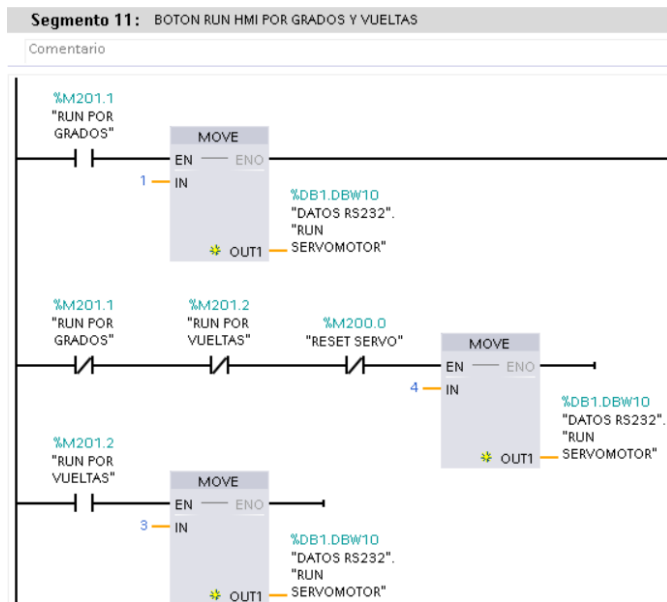 Segmento 11: BOTON RUN HMI POR GRADOS Y VUELTAS
Comentario
%M201.1
"RUN POR
GRADOS"
MOVE
EN ENO
1 IN
%DB1.DBW10
"DATOS RS232".
"RUN
OUT1 SERVOMOTOR"
%M201.1 %M201.2 %M200.0
"RUN POR "RUN POR "RESET SERVO"
GRADOS" VUELTAS"
MOVE
EN ENO
4 IN
%DB1.DBW10
"DATOS RS232".
"RUN
OUT1 SERVOMOTOR"
%M201.2
"RUN POR
VUELTAS"
MOVE
EN ENO
3 IN
%DB1.DBW10
"DATOS RS232".
"RUN
OUT1 SERVOMOTOR"